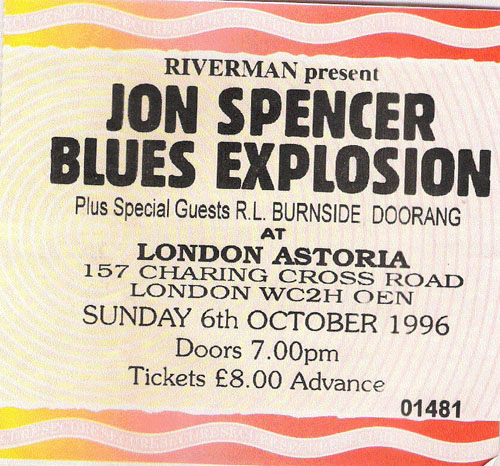 RIVERMAN present
JON SPENCER
BLUES EXPLOSION
Plus Special Guests R.L. BURNSIDE DOORANG
AT
LONDON ASTORIA
157 CHARING CROSS ROAD
LONDON WC2H OEN
SUNDAY 6th OCTOBER 1996
Doors 7.00pm
Tickets £8.00 Advance
01481